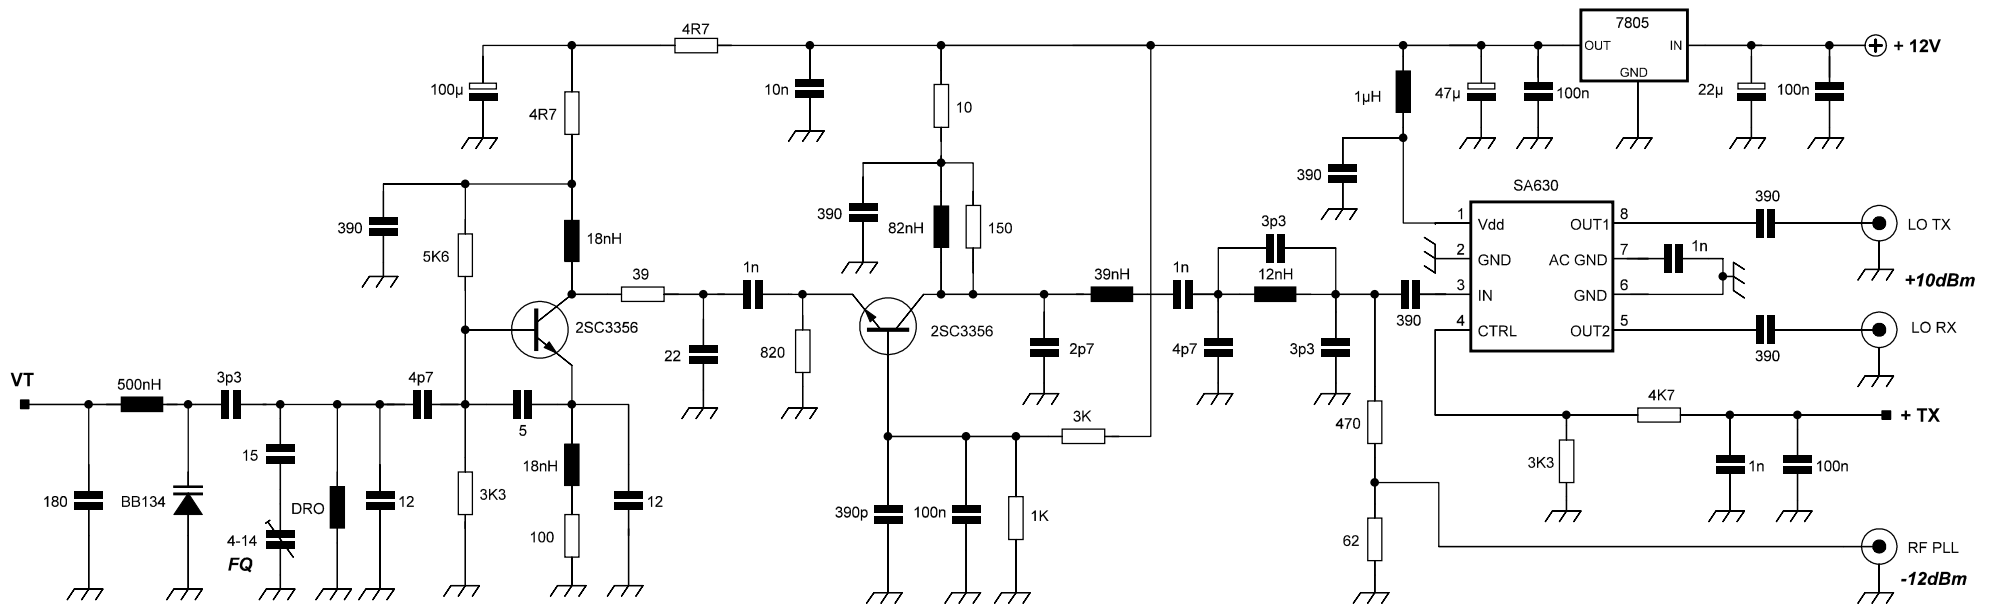 4R7
7805
OUT
IN
GND
+ 12V
100µ
4R7
10n
10
1µH
47µ
100n
22µ
100n
390
SA630
390
5K6
18nH
390
82nH
150
3p3
1
Vdd
OUT1
8
390
LO TX
2
GND
AC GND
7
1n
39
1n
39nH
1n
12nH
+10dBm
3
IN
GND
6
390
4
CTRL
OUT2
5
LO RX
390
2SC3356
2SC3356
22
820
2p7
4p7
3p3
VT
500nH
3p3
4p7
5
3K
470
4K7
+ TX
15
18nH
3K3
1n
100n
180
BB134
DRO
12
3K3
12
390p
100n
1K
4-14
FQ
100
62
RF PLL
-12dBm